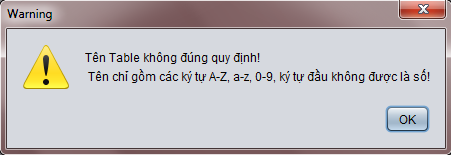 Warning
Tên Table không đúng quy định!
Tên chỉ gồm các ký tự A-Z, a-z, 0-9, ký tự đầu không được là số!
OK